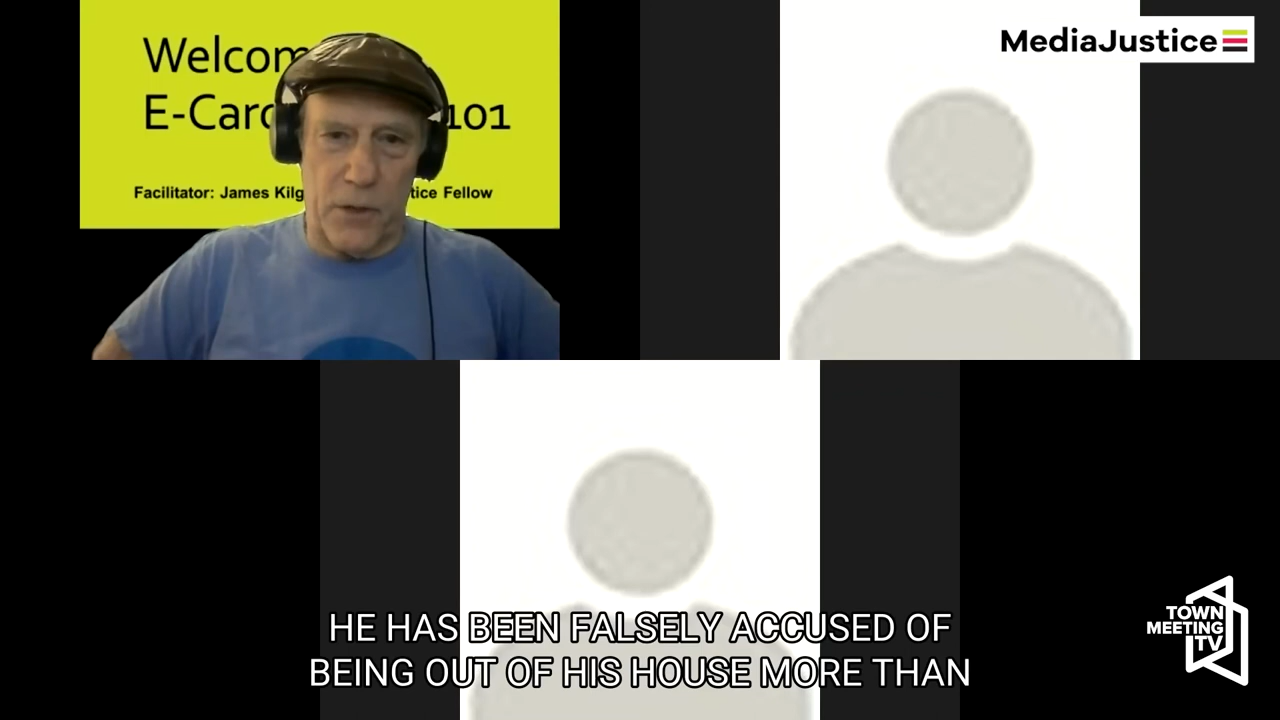 Welcom
E-Carc 101
Facilitator: James Kilg tice Fellow
MediaJustice
HE HAS BEEN FALSELY ACCUSED OF
BEING OUT OF HIS HOUSE MORE THAN
TOWN
MEETING
TV